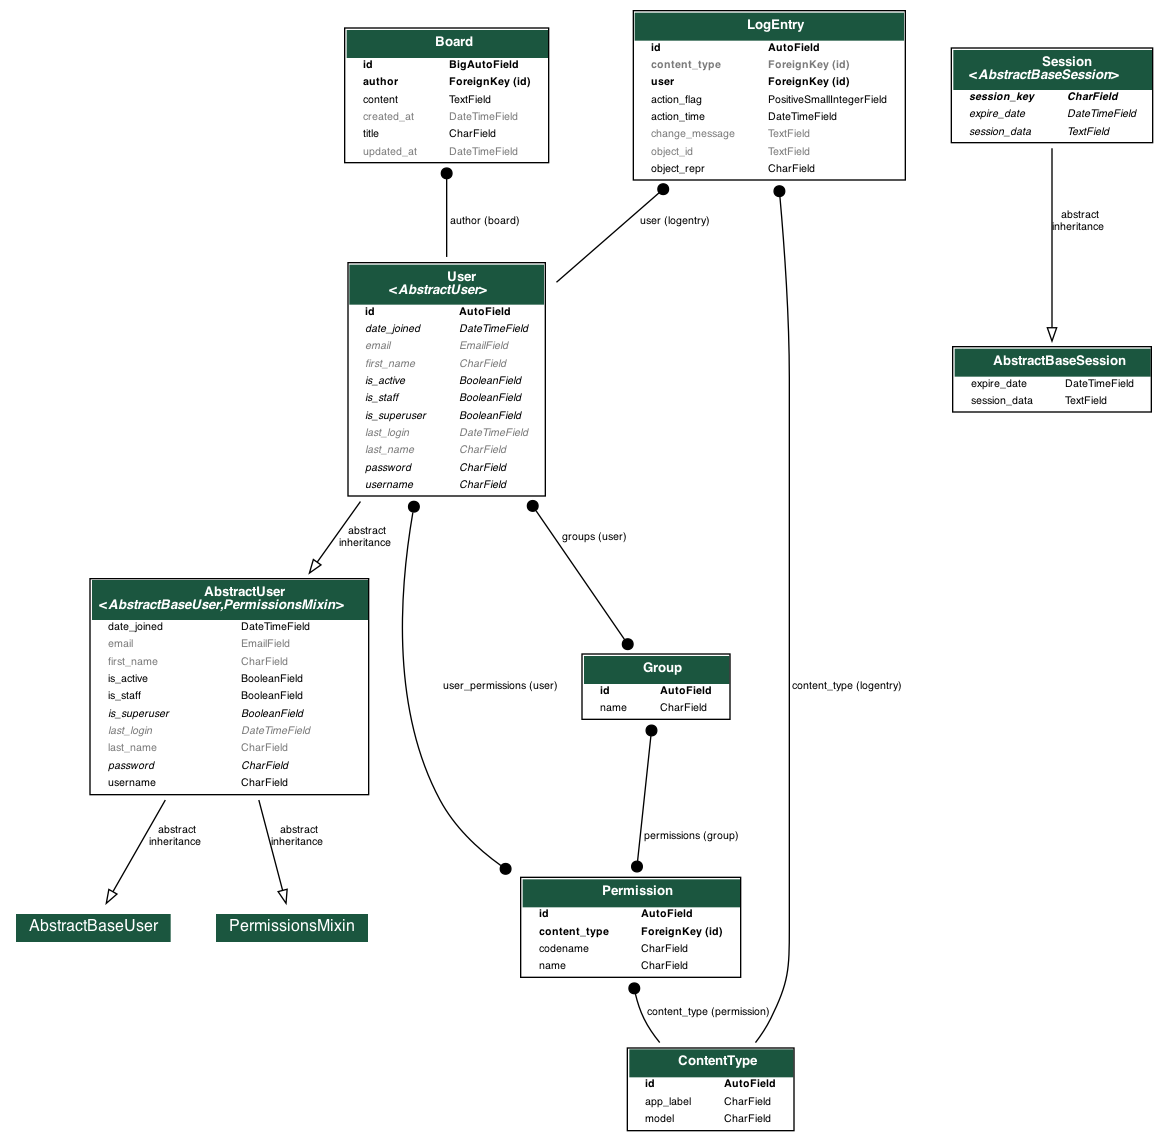 Board
id BigAutoField
author ForeignKey (id)
content TextField
created_at DateTimeField
title CharField
updated_at DateTimeField
LogEntry
id AutoField
content_type ForeignKey (id)
user ForeignKey (id)
action_flag PositiveSmallIntegerField
action_time DateTimeField
change_message TextField
object_id TextField
object_repr CharField
Session
<AbstractBaseSession>
session_key CharField
expire_date DateTimeField
session_data TextField
author (board)
user (logentry)
abstract
inheritance
User
<AbstractUser>
id AutoField
date_joined DateTimeField
email EmailField
first_name CharField
is_active BooleanField
is_staff BooleanField
is_superuser BooleanField
last_login DateTimeField
last_name CharField
password CharField
username CharField
AbstractBaseSession
expire_date DateTimeField
session_data TextField
abstract
inheritance
groups (user)
AbstractUser
<AbstractBaseUser,PermissionsMixin>
date_joined DateTimeField
email EmailField
first_name CharField
is_active BooleanField
is_staff BooleanField
is_superuser BooleanField
last_login DateTimeField
last_name CharField
password CharField
username CharField
user_permissions (user)
Group
id AutoField
name CharField
content_type (logentry)
abstract
inheritance
abstract
inheritance
permissions (group)
AbstractBaseUser
PermissionsMixin
Permission
id AutoField
content_type ForeignKey (id)
codename CharField
name CharField
content_type (permission)
ContentType
id AutoField
app_label CharField
model CharField